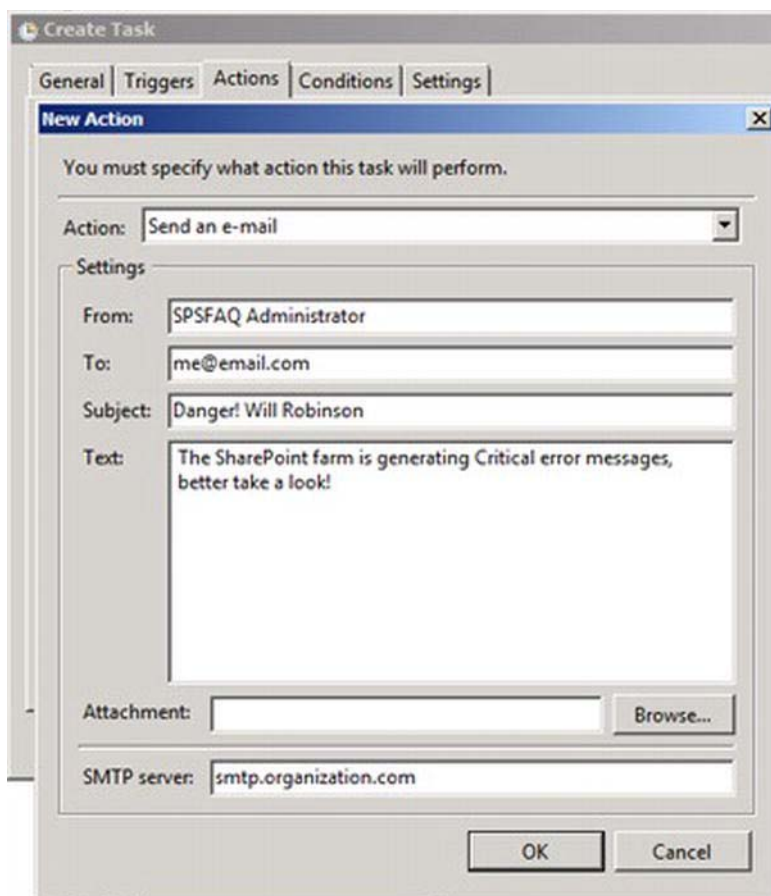 Create Task
General Triggers Actions Conditions Settings
New Action
You must specify what action this task will perform.
Action: Send an e-mail
Settings
From: SPSFAQ Administrator
To: me@email.com
Subject: Danger! Will Robinson
Text: The SharePoint farm is generating Critical error messages,
better take a look!
Attachment: Browse...
SMTP server: smtp.organization.com
OK Cancel